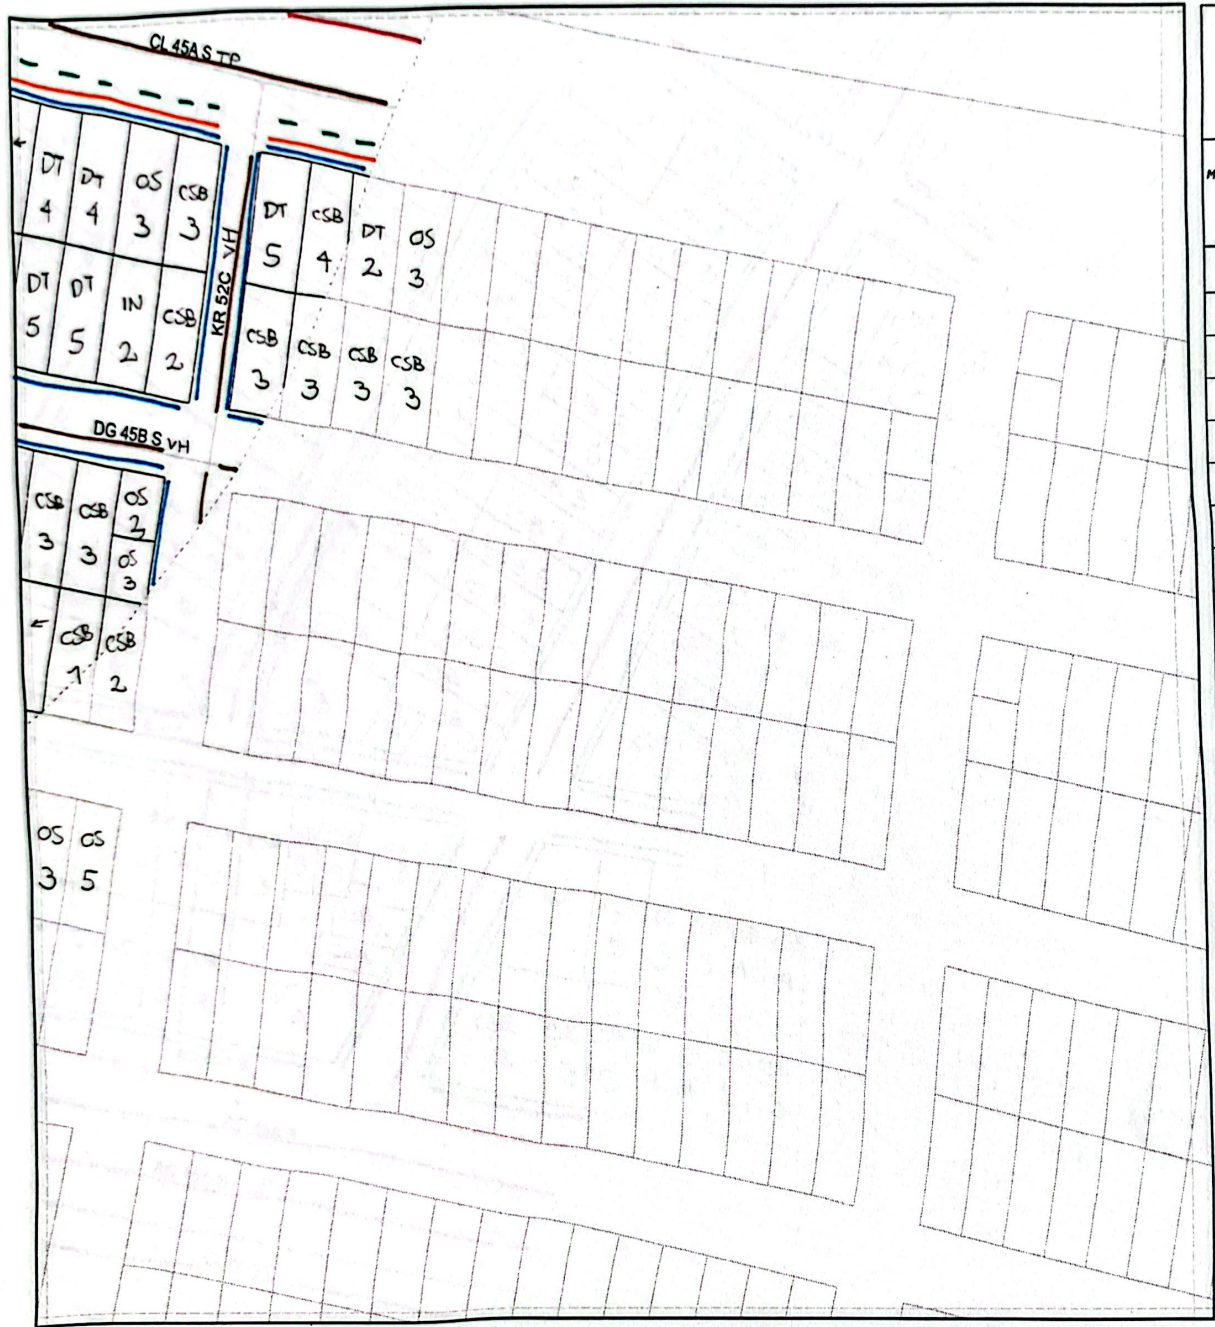 CL 45A S TP
DT DT OS CSB
4 4 3 3
DT CSB DT OS
5 4 2 3
KR 52C VH
DT DT IN CSB
5 5 2 2
CSB CSB CSB CSB
3 3 3 3
DG 45B S VH
CSB CSB OS
3 3 2
OS
3
CSB CSB
1 2
OS OS
3 5
M